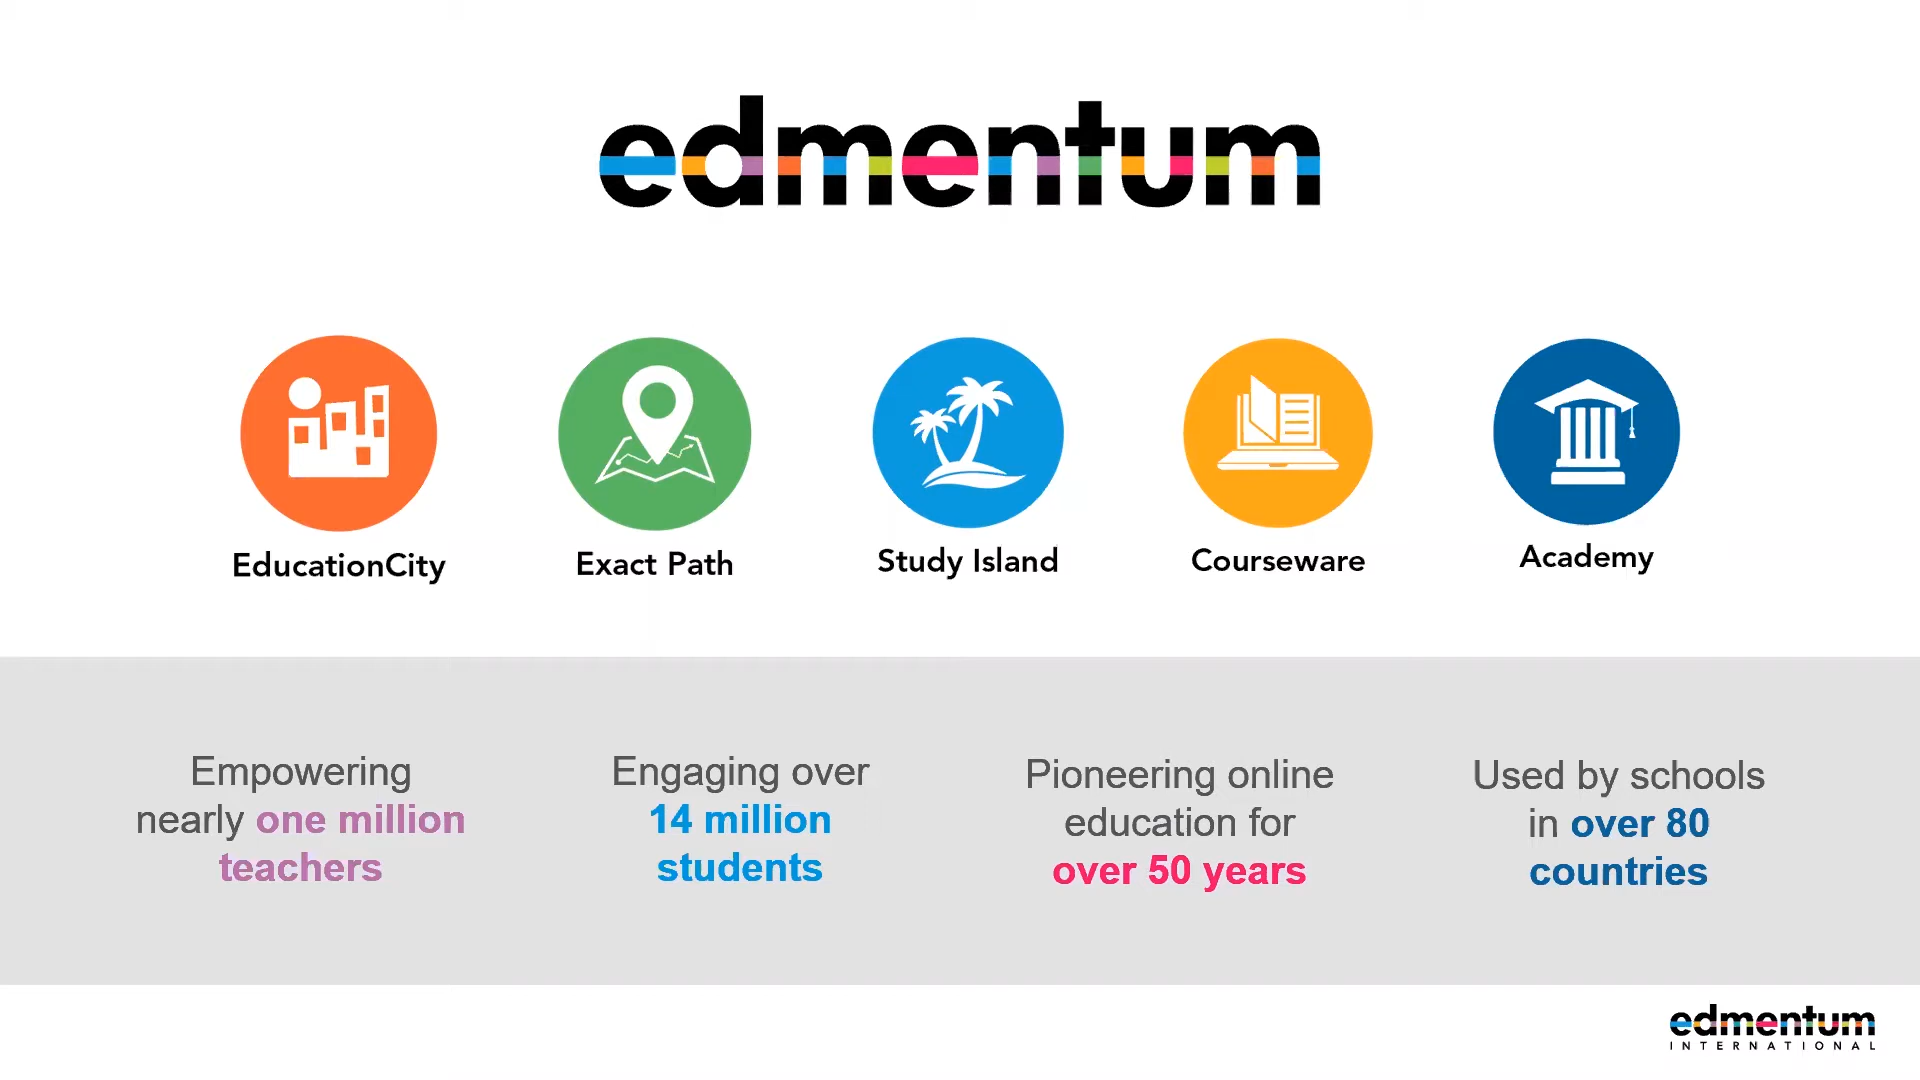 edmentum
EducationCity
Exact Path
Study Island
Courseware
Academy
Empowering
nearly one million
teachers
Engaging over
14 million
students
Pioneering online
education for
over 50 years
Used by schools
in over 80
countries
edmentum
INTERNATIONAL